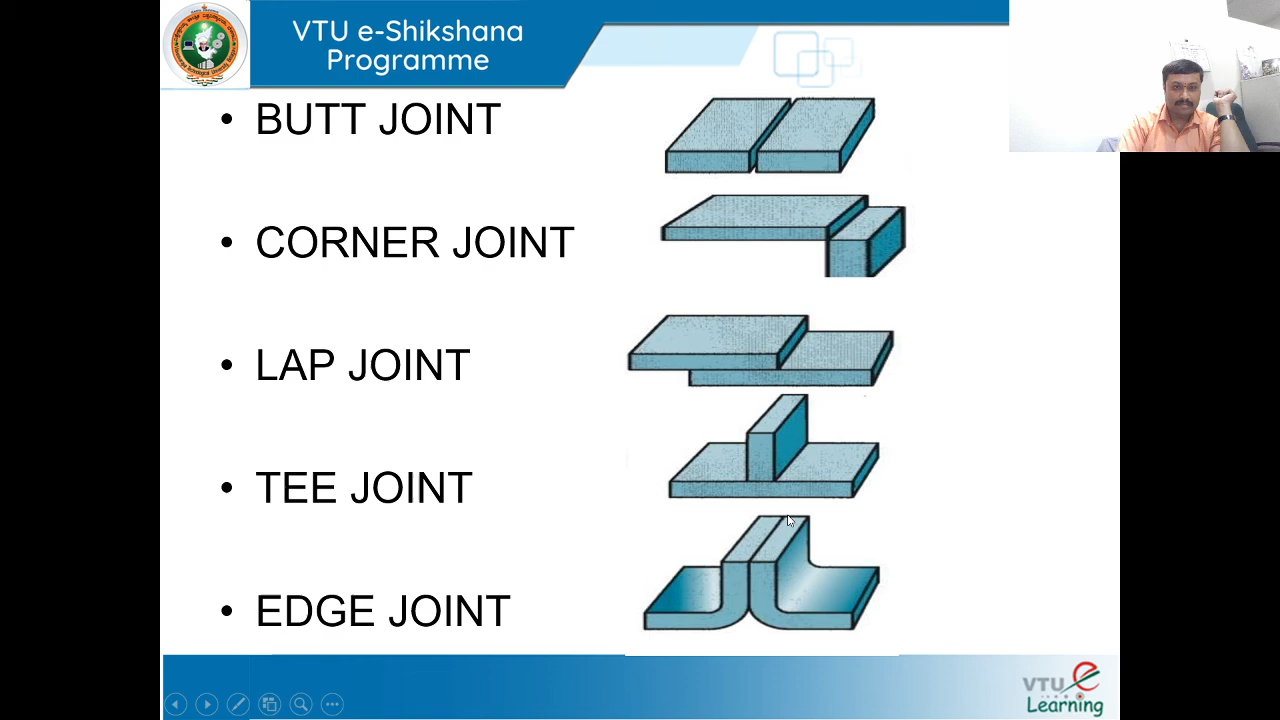 VTU e-Shikshana
Programme
• BUTT JOINT
• CORNER JOINT
• LAP JOINT
• TEE JOINT
• EDGE JOINT
VTU e
Learning